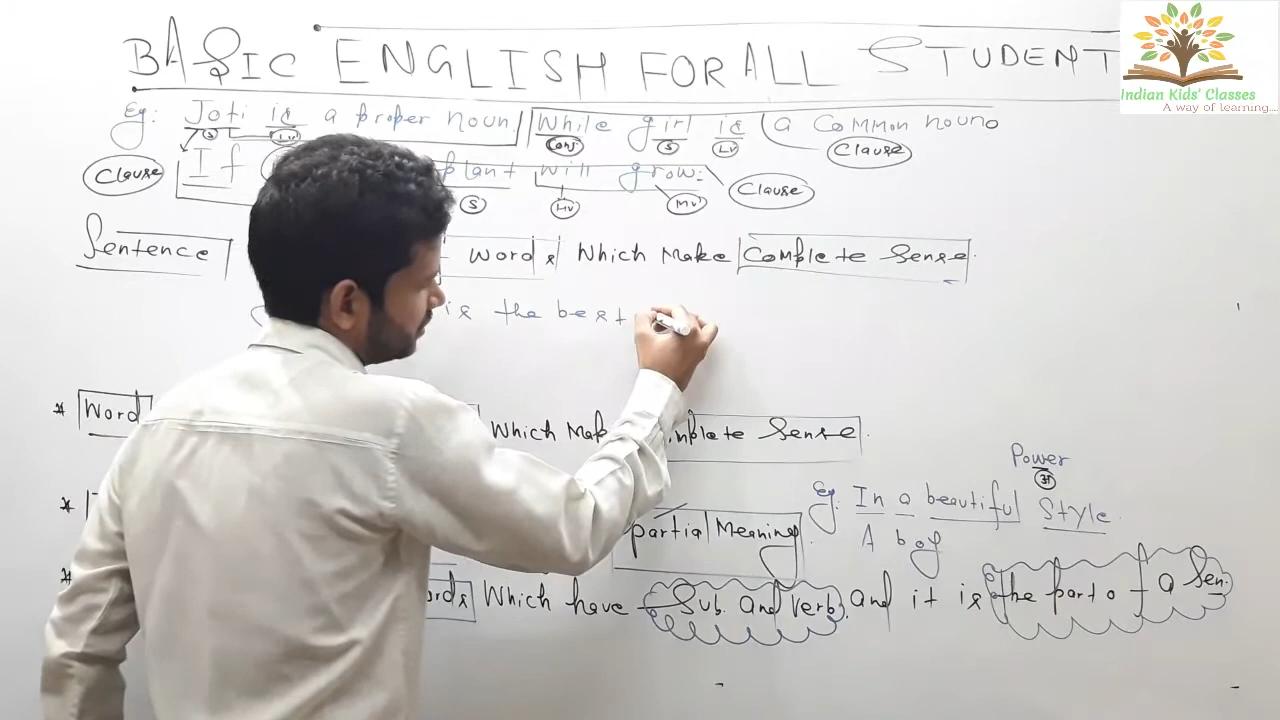 BASIC ENGLISH FOR ALL STUDENT
Indian Kids' Classes
A way of learning...
Eg: Joti is a proper noun. While girl is a common noun
S LV Conj S LV Clause
Clause If plant will grow: Clause
S HV MV
Sentence words Which Make Complete Sense.
is the best
* Word Which Make Complete Sense.
Power
अ
* partial Meaning. Eg: In a beautiful Style.
A boy
* Which have Sub. and verb. and it is the part of a Sen.